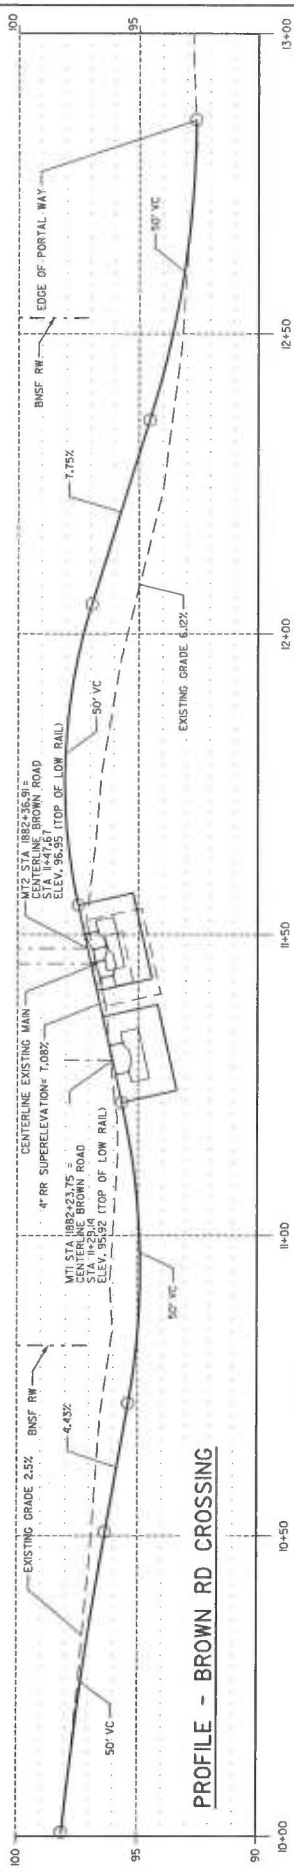 PROFILE - BROWN RD CROSSING
100
95
90
10+00
10+50
11+00
11+50
12+00
12+50
13+00
100
95
90
50' VC
EXISTING GRADE 2.5%
4.43%
BNSF RW
50' VC
MT1 STA 1882+23.75 =
CENTERLINE BROWN ROAD
STA 11+29.14
ELEV. 95.92 (TOP OF LOW RAIL)
4" RR SUPERELEVATION= 7.08%
CENTERLINE EXISTING MAIN
MT2 STA 1882+36.91 =
CENTERLINE BROWN ROAD
STA 11+47.67
ELEV. 96.95 (TOP OF LOW RAIL)
50' VC
EXISTING GRADE 6.12%
7.75%
BNSF RW
EDGE OF PORTAL WAY
50' VC